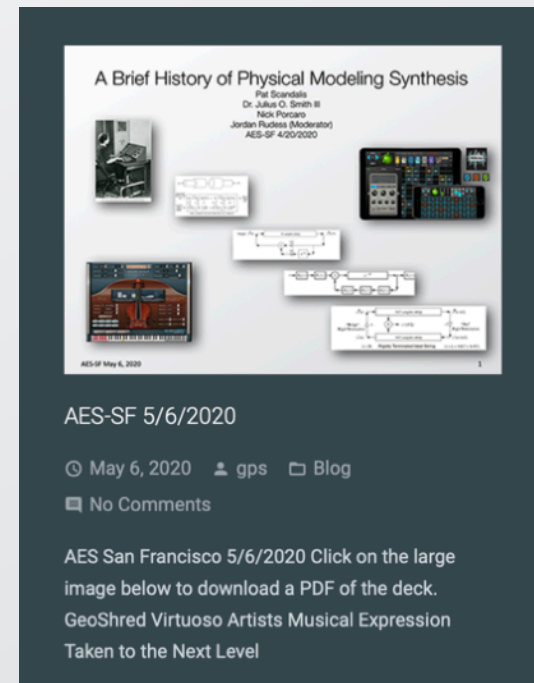 A Brief History of Physical Modeling Synthesis
Pat Scandalis
Dr. Julius O. Smith III
Nick Porcaro
Jordan Rudess (Moderator)
AES-SF 4/20/2020
AES-SF May 6, 2020
1
AES-SF 5/6/2020
May 6, 2020 gps Blog
No Comments
AES San Francisco 5/6/2020 Click on the large
image below to download a PDF of the deck.
GeoShred Virtuoso Artists Musical Expression
Taken to the Next Level